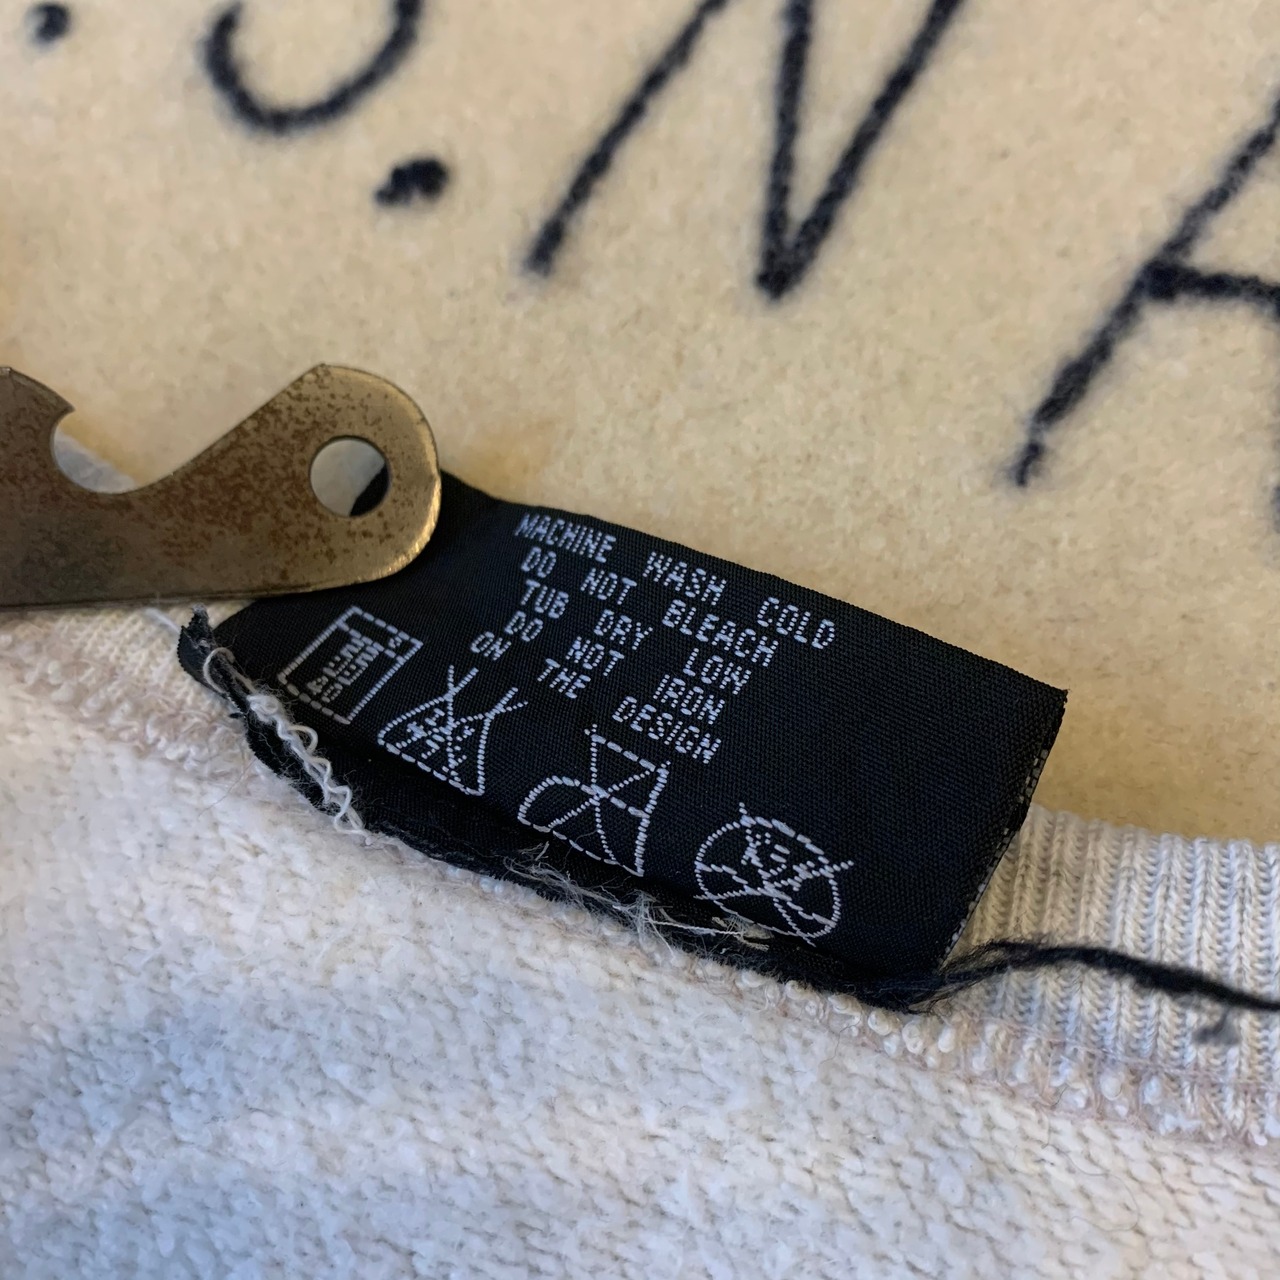 S. N A
MACHINE WASH COLD
DO NOT BLEACH
TUB DRY LOW
DO NOT IRON
ON THE DESIGN